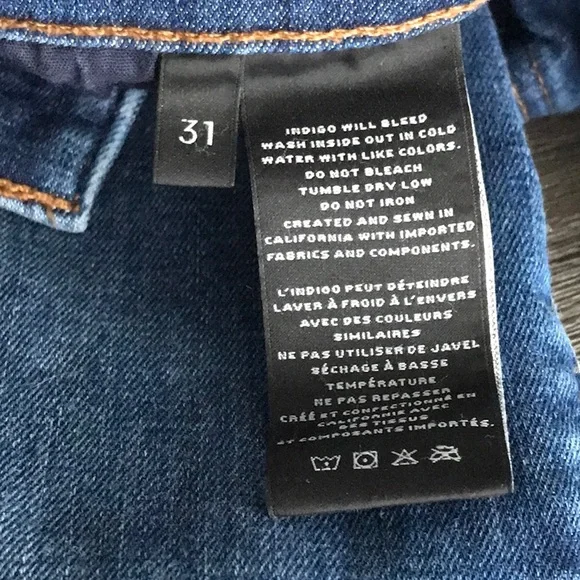 31
INDIGO WILL BLEED
WASH INSIDE OUT IN COLD
WATER WITH LIKE COLORS.
DO NOT BLEACH
TUMBLE DRY LOW
DO NOT IRON
CREATED AND SEWN IN
CALIFORNIA WITH IMPORTED
FABRICS AND COMPONENTS.
L'INDIGO PEUT DÉTEINDRE
LAVER À FROID À L'ENVERS
AVEC DES COULEURS
SIMILAIRES
NE PAS UTILISER DE JAVEL
SÉCHAGE À BASSE
TEMPÉRATURE
NE PAS REPASSER
CRÉÉ ET CONFECTIONNÉ EN
CALIFORNIE AVEC
DES TISSUS
ET COMPOSANTS IMPORTÉS.